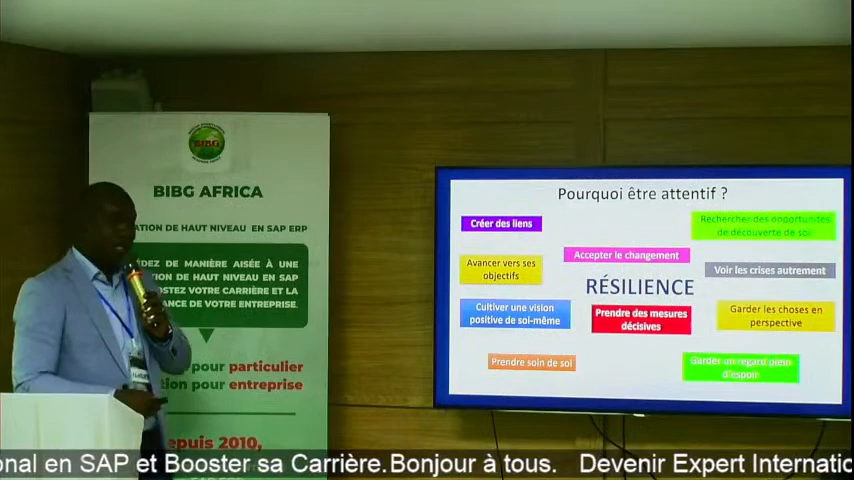 BIBG
BIBG AFRICA
ATION DE HAUT NIVEAU EN SAP ERP
DEZ DE MANIÈRE AISÉE À UNE
TION DE HAUT NIVEAU EN SAP
OSTEZ VOTRE CARRIÈRE ET LA
ANCE DE VOTRE ENTREPRISE.
pour particulier
tion pour entreprise
epuis 2010,
Pourquoi être attentif ?
Créer des liens
Rechercher des opportunités
de découverte de soi
Accepter le changement
Avancer vers ses
objectifs
Voir les crises autrement
RÉSILIENCE
Cultiver une vision
positive de soi-même
Prendre des mesures
décisives
Garder les choses en
perspective
Prendre soin de soi
Garder un regard plein
d'espoir
onal en SAP et Booster sa Carrière.Bonjour à tous. Devenir Expert Internatio